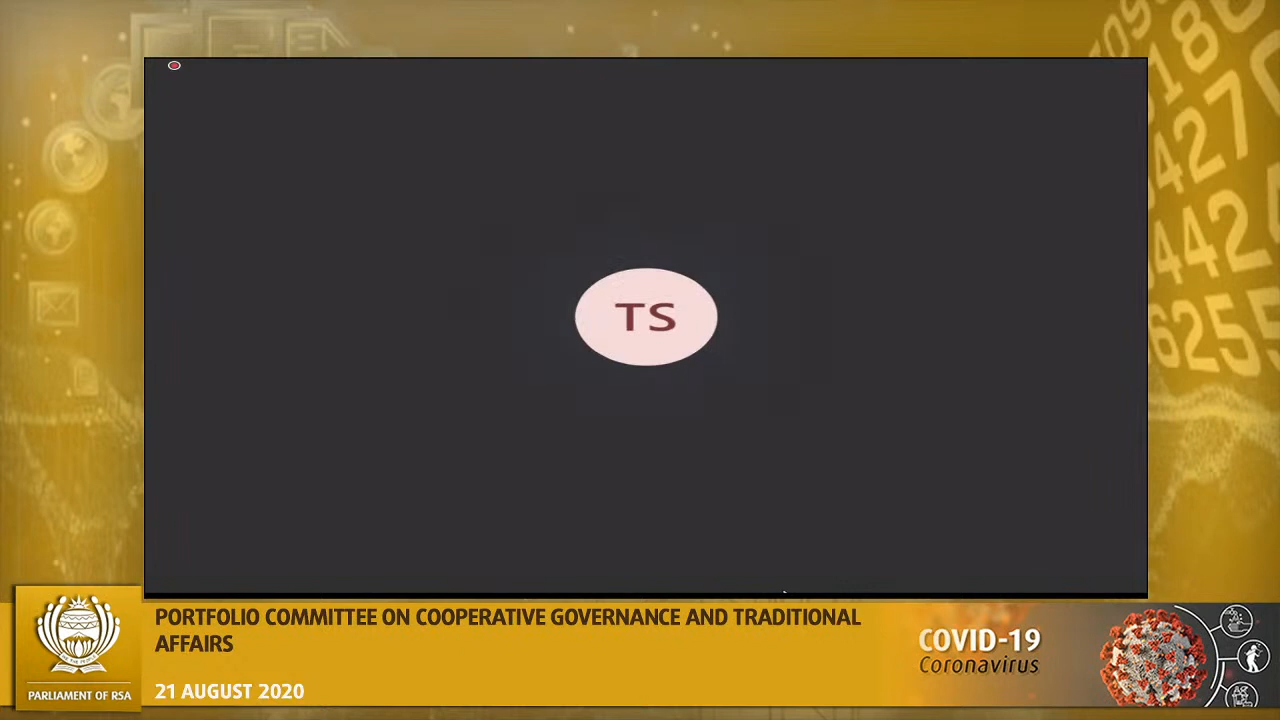 TS
PORTFOLIO COMMITTEE ON COOPERATIVE GOVERNANCE AND TRADITIONAL
AFFAIRS
21 AUGUST 2020
PARLIAMENT OF RSA
COVID-19
Coronavirus